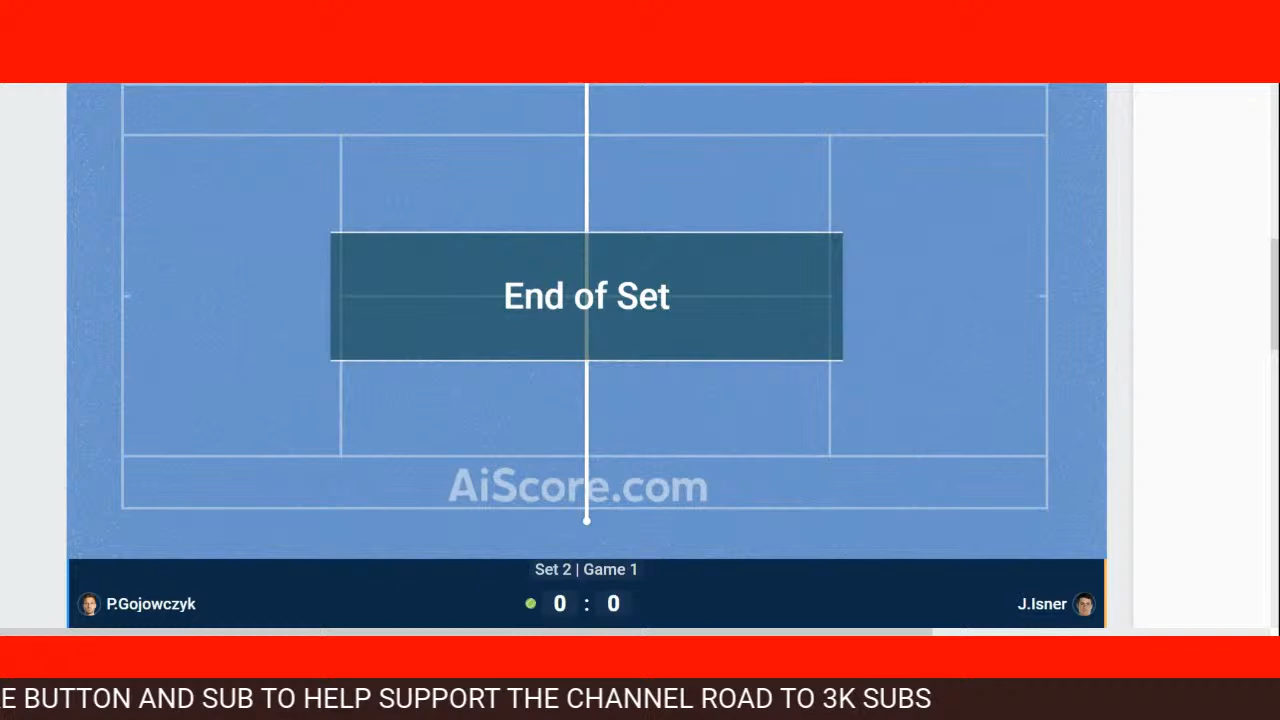 End of Set
AiScore.com
Set 2 | Game 1
P.Gojowczyk 0 : 0 J.Isner
E BUTTON AND SUB TO HELP SUPPORT THE CHANNEL ROAD TO 3K SUBS